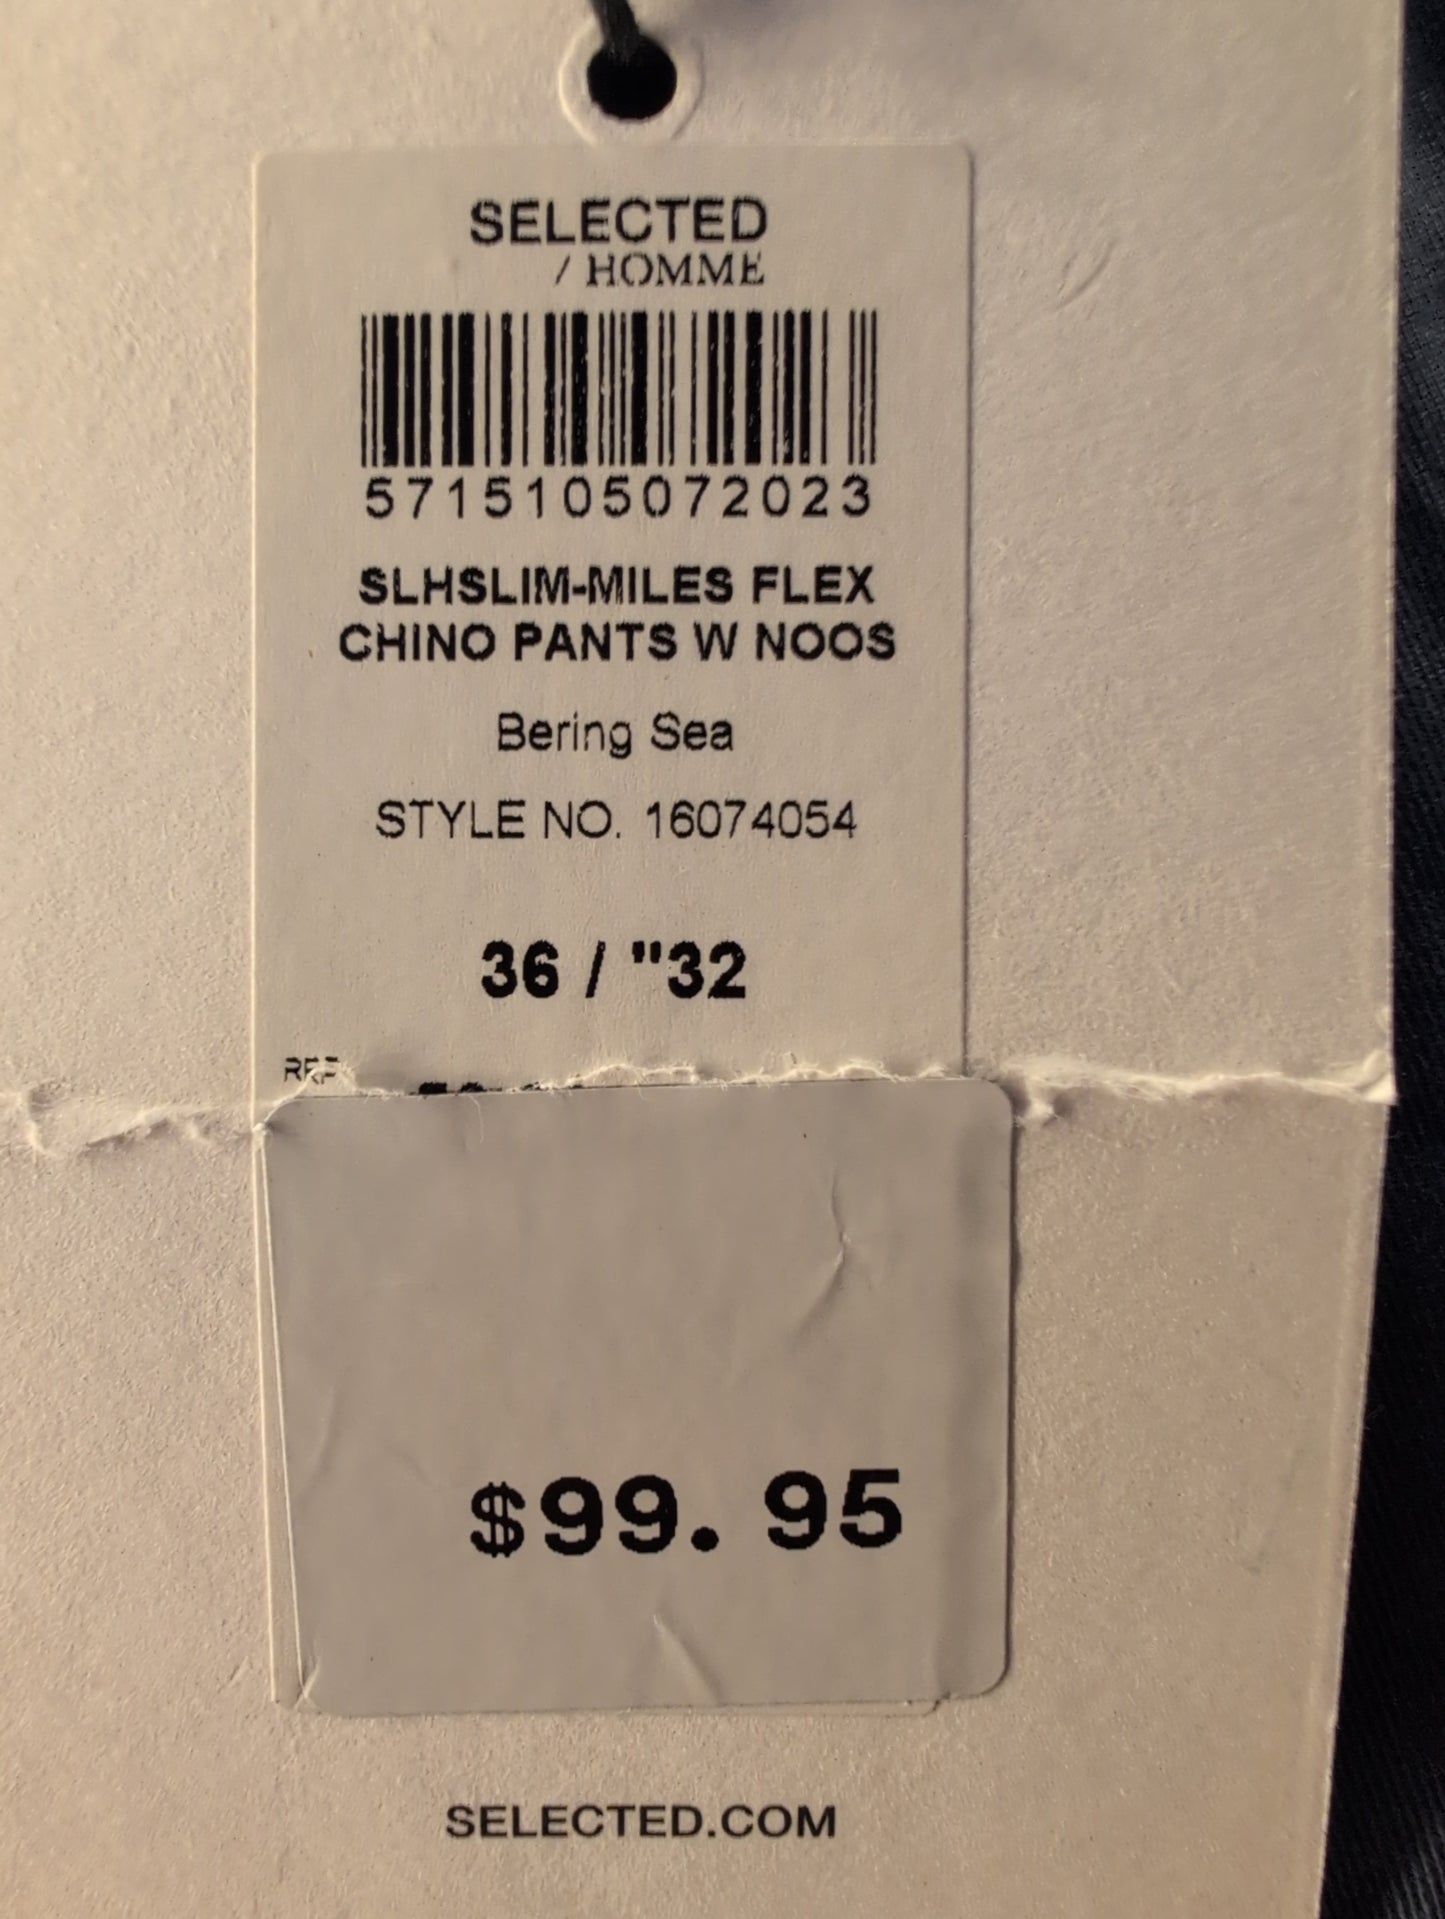 SELECTED
/ HOMME
5715105072023
SLHSLIM-MILES FLEX
CHINO PANTS W NOOS
Bering Sea
STYLE NO. 16074054
36 / "32
$99.95
SELECTED.COM